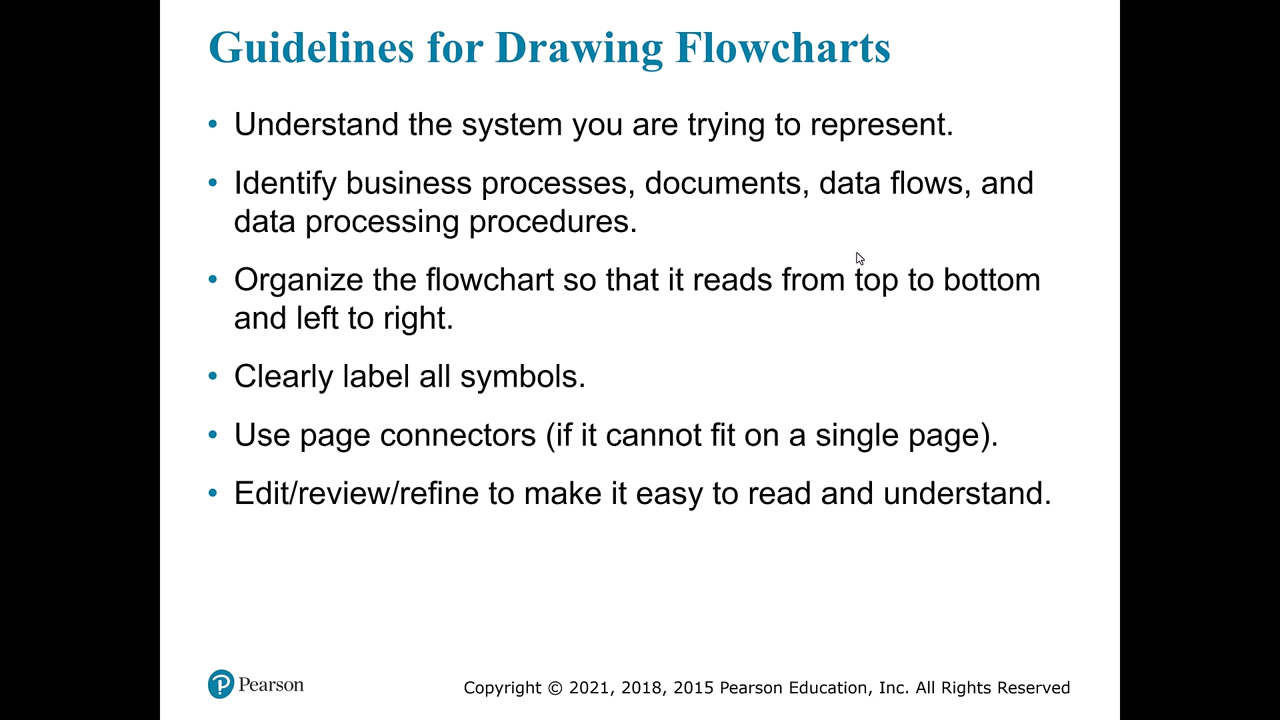 Guidelines for Drawing Flowcharts
• Understand the system you are trying to represent.
• Identify business processes, documents, data flows, and
data processing procedures.
• Organize the flowchart so that it reads from top to bottom
and left to right.
• Clearly label all symbols.
• Use page connectors (if it cannot fit on a single page).
• Edit/review/refine to make it easy to read and understand.
P Pearson
Copyright © 2021, 2018, 2015 Pearson Education, Inc. All Rights Reserved